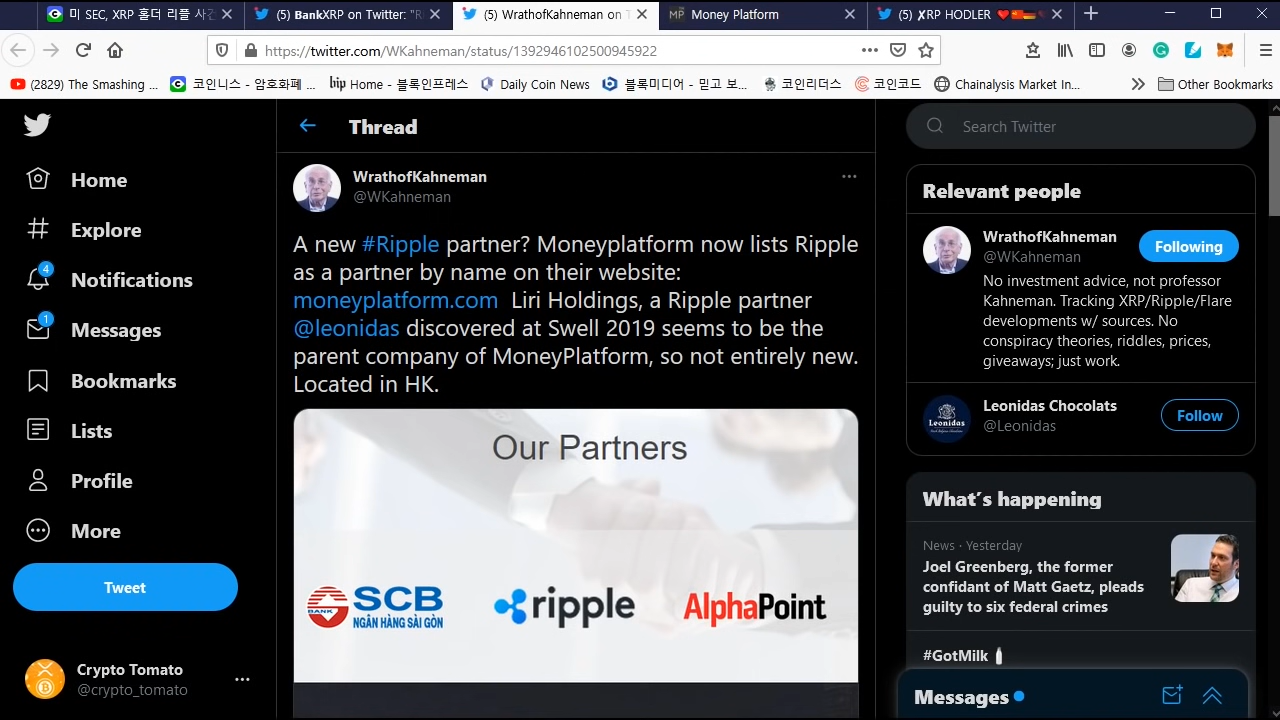 미 SEC, XRP 홀더 리플 사건
(5) BankXRP on Twitter: "R
(5) WrathofKahneman on T
Money Platform
(5) XRP HODLER
https://twitter.com/WKahneman/status/1392946102500945922
(2829) The Smashing ...
코인니스 - 암호화폐 ...
bip Home - 블록인프레스
Daily Coin News
블록미디어 - 믿고 보...
코인리더스
코인코드
Chainalysis Market In...
Other Bookmarks
Thread
Search Twitter
Home
Explore
4
Notifications
1
Messages
Bookmarks
Lists
Profile
More
Tweet
Crypto Tomato
@crypto_tomato
WrathofKahneman
@WKahneman
A new #Ripple partner? Moneyplatform now lists Ripple
as a partner by name on their website:
moneyplatform.com Liri Holdings, a Ripple partner
@leonidas discovered at Swell 2019 seems to be the
parent company of MoneyPlatform, so not entirely new.
Located in HK.
Our Partners
BANK
SCB
NGÂN HÀNG SÀI GÒN
ripple
AlphaPoint
Relevant people
WrathofKahneman
@WKahneman
Following
No investment advice, not professor
Kahneman. Tracking XRP/Ripple/Flare
developments w/ sources. No
conspiracy theories, riddles, prices,
giveaways; just work.
Leonidas
Leonidas Chocolats
@Leonidas
Follow
What's happening
News · Yesterday
Joel Greenberg, the former
confidant of Matt Gaetz, pleads
guilty to six federal crimes
#GotMilk
Messages